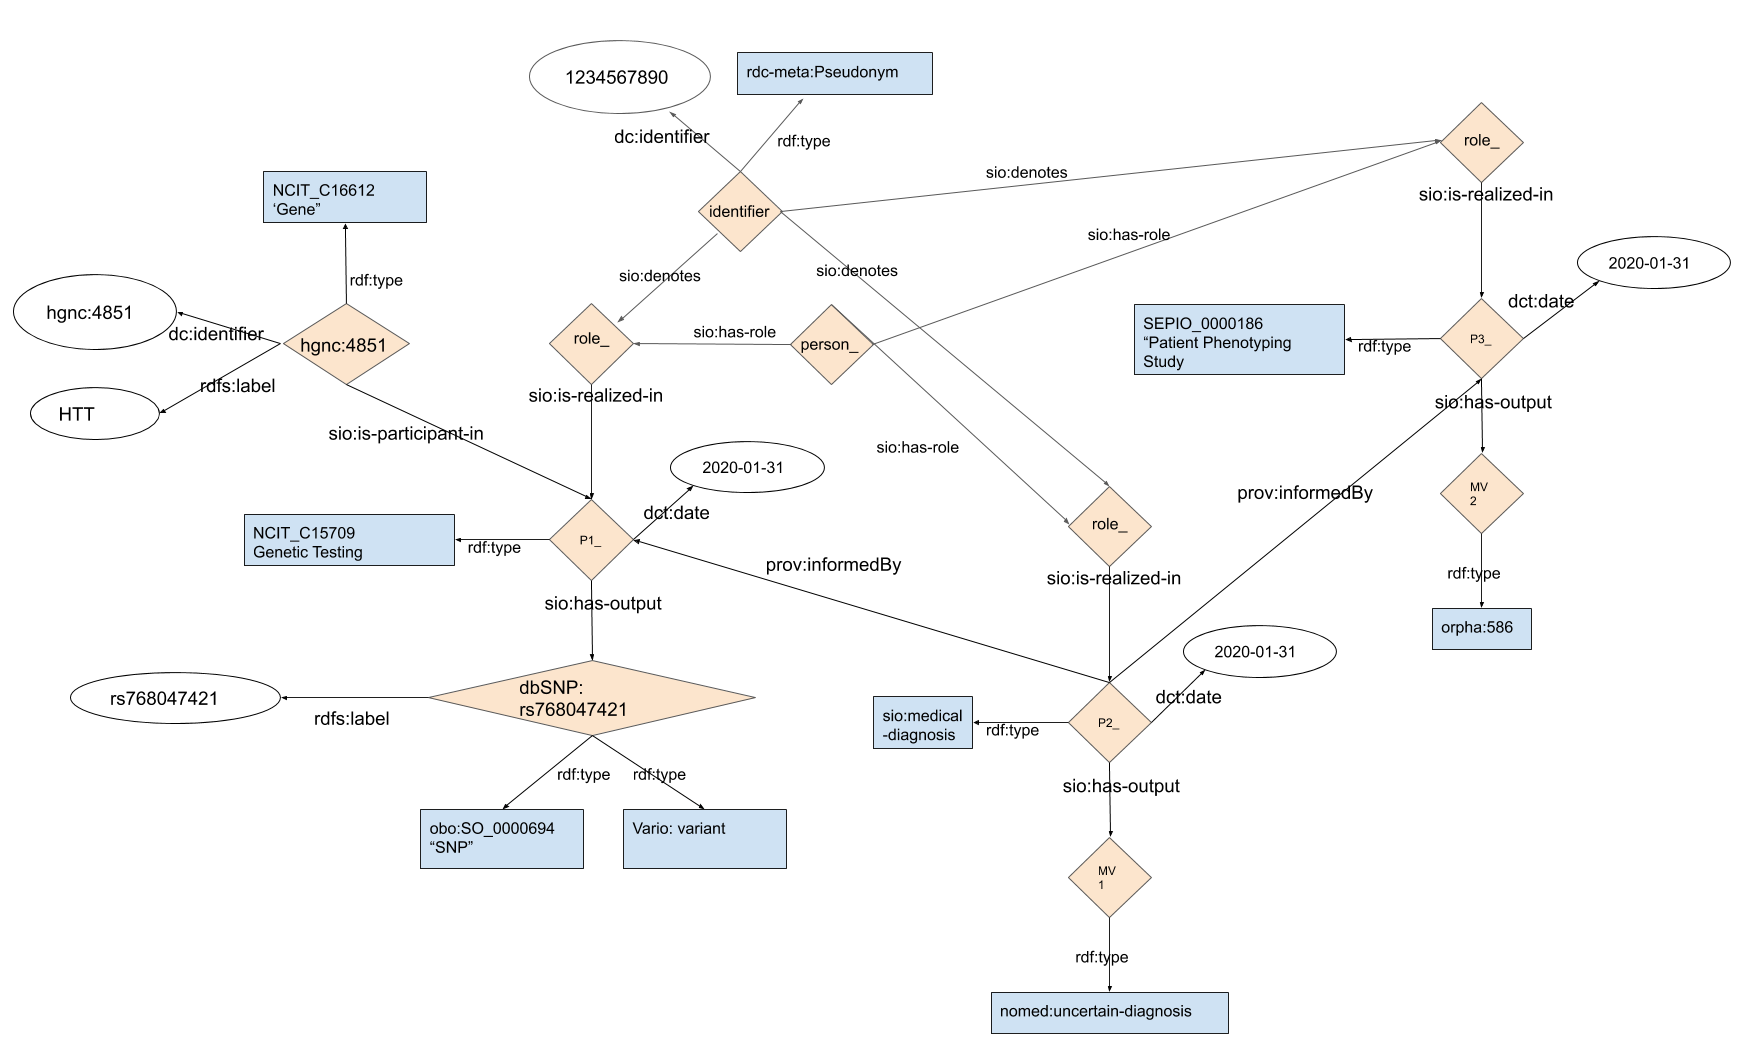 1234567890
rdc-meta:Pseudonym
dc:identifier
rdf:type
role_
sio:denotes
NCIT_C16612
‘Gene”
identifier
sio:is-realized-in
sio:has-role
rdf:type
sio:denotes
sio:denotes
2020-01-31
hgnc:4851
dc:identifier
hgnc:4851
role_
sio:has-role
person_
dct:date
SEPIO_0000186
“Patient Phenotyping
Study
rdf:type
P3_
rdfs:label
HTT
sio:is-realized-in
sio:has-output
sio:is-participant-in
sio:has-role
2020-01-31
prov:informedBy
MV
2
dct:date
role_
NCIT_C15709
Genetic Testing
rdf:type
P1_
prov:informedBy
sio:is-realized-in
rdf:type
sio:has-output
orpha:586
2020-01-31
dbSNP:
rs768047421
rs768047421
rdfs:label
dct:date
sio:medical
-diagnosis
rdf:type
P2_
rdf:type
rdf:type
sio:has-output
obo:SO_0000694
“SNP”
Vario: variant
MV
1
rdf:type
nomed:uncertain-diagnosis